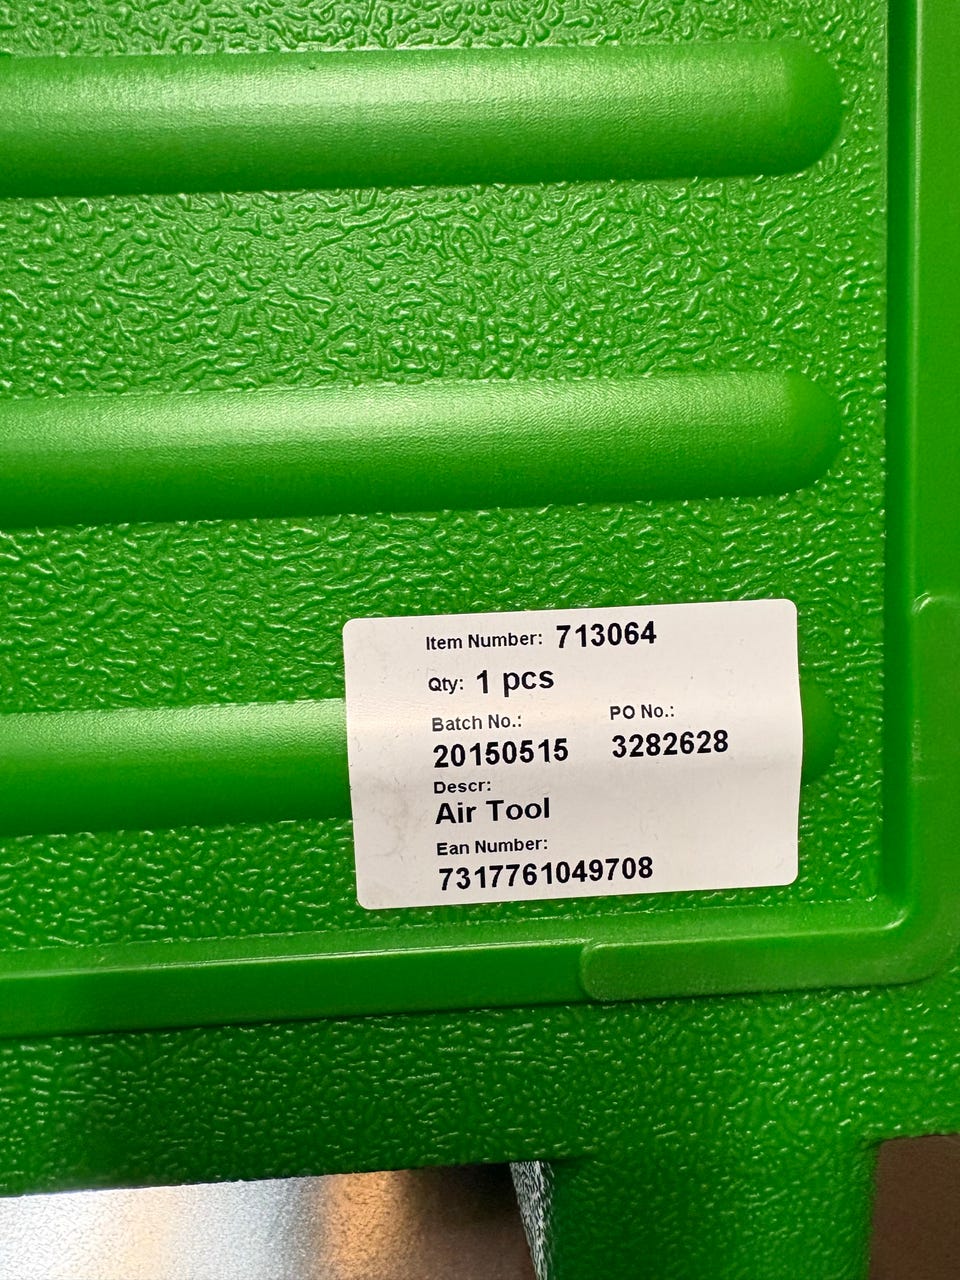 Item Number: 713064
Qty: 1 pcs
Batch No.: PO No.:
20150515 3282628
Descr:
Air Tool
Ean Number:
7317761049708